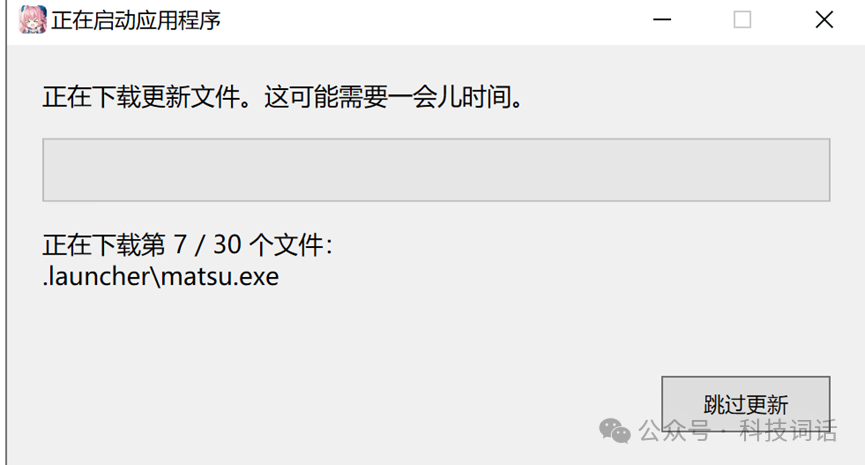 正在启动应用程序
正在下载更新文件。这可能需要一会儿时间。
正在下载第 7 / 30 个文件：
.launcher\matsu.exe
跳过更新
公众号 · 科技词话